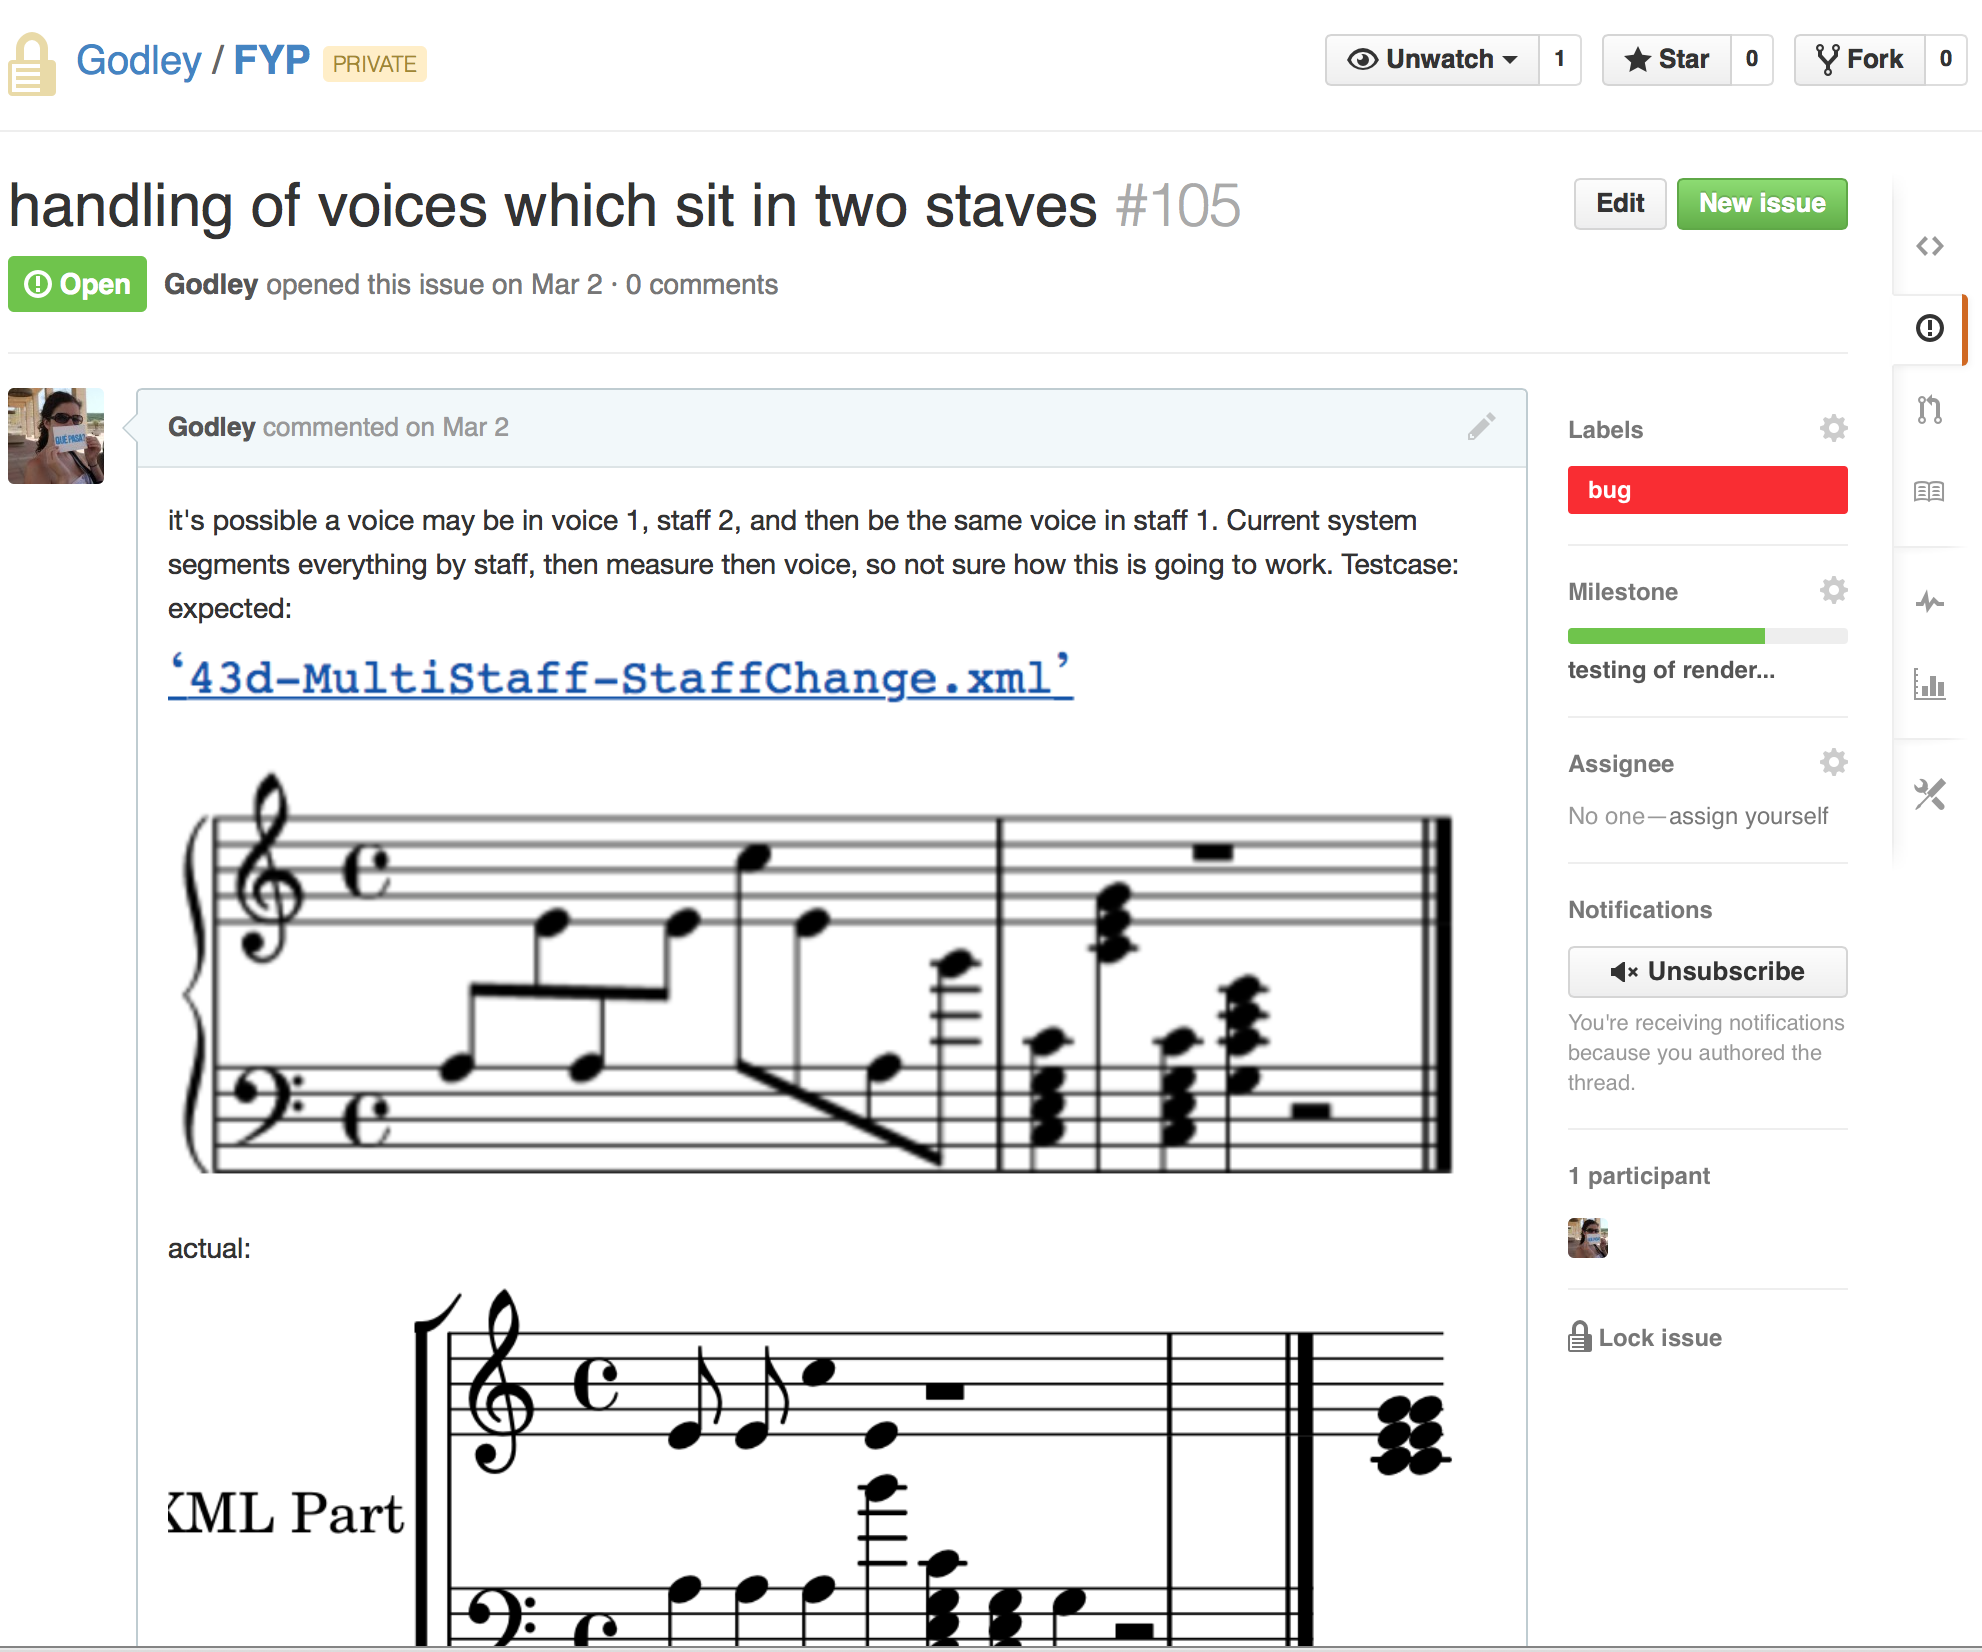 Godley / FYP PRIVATE
Unwatch 1 Star 0 Fork 0
handling of voices which sit in two staves #105
Edit New issue
Open Godley opened this issue on Mar 2 · 0 comments
Godley commented on Mar 2
it's possible a voice may be in voice 1, staff 2, and then be the same voice in staff 1. Current system
segments everything by staff, then measure then voice, so not sure how this is going to work. Testcase:
expected:
‘43d-MultiStaff-StaffChange.xml’
actual:
XML Part
Labels
bug
Milestone
testing of render...
Assignee
No one—assign yourself
Notifications
Unsubscribe
You're receiving notifications
because you authored the
thread.
1 participant
Lock issue